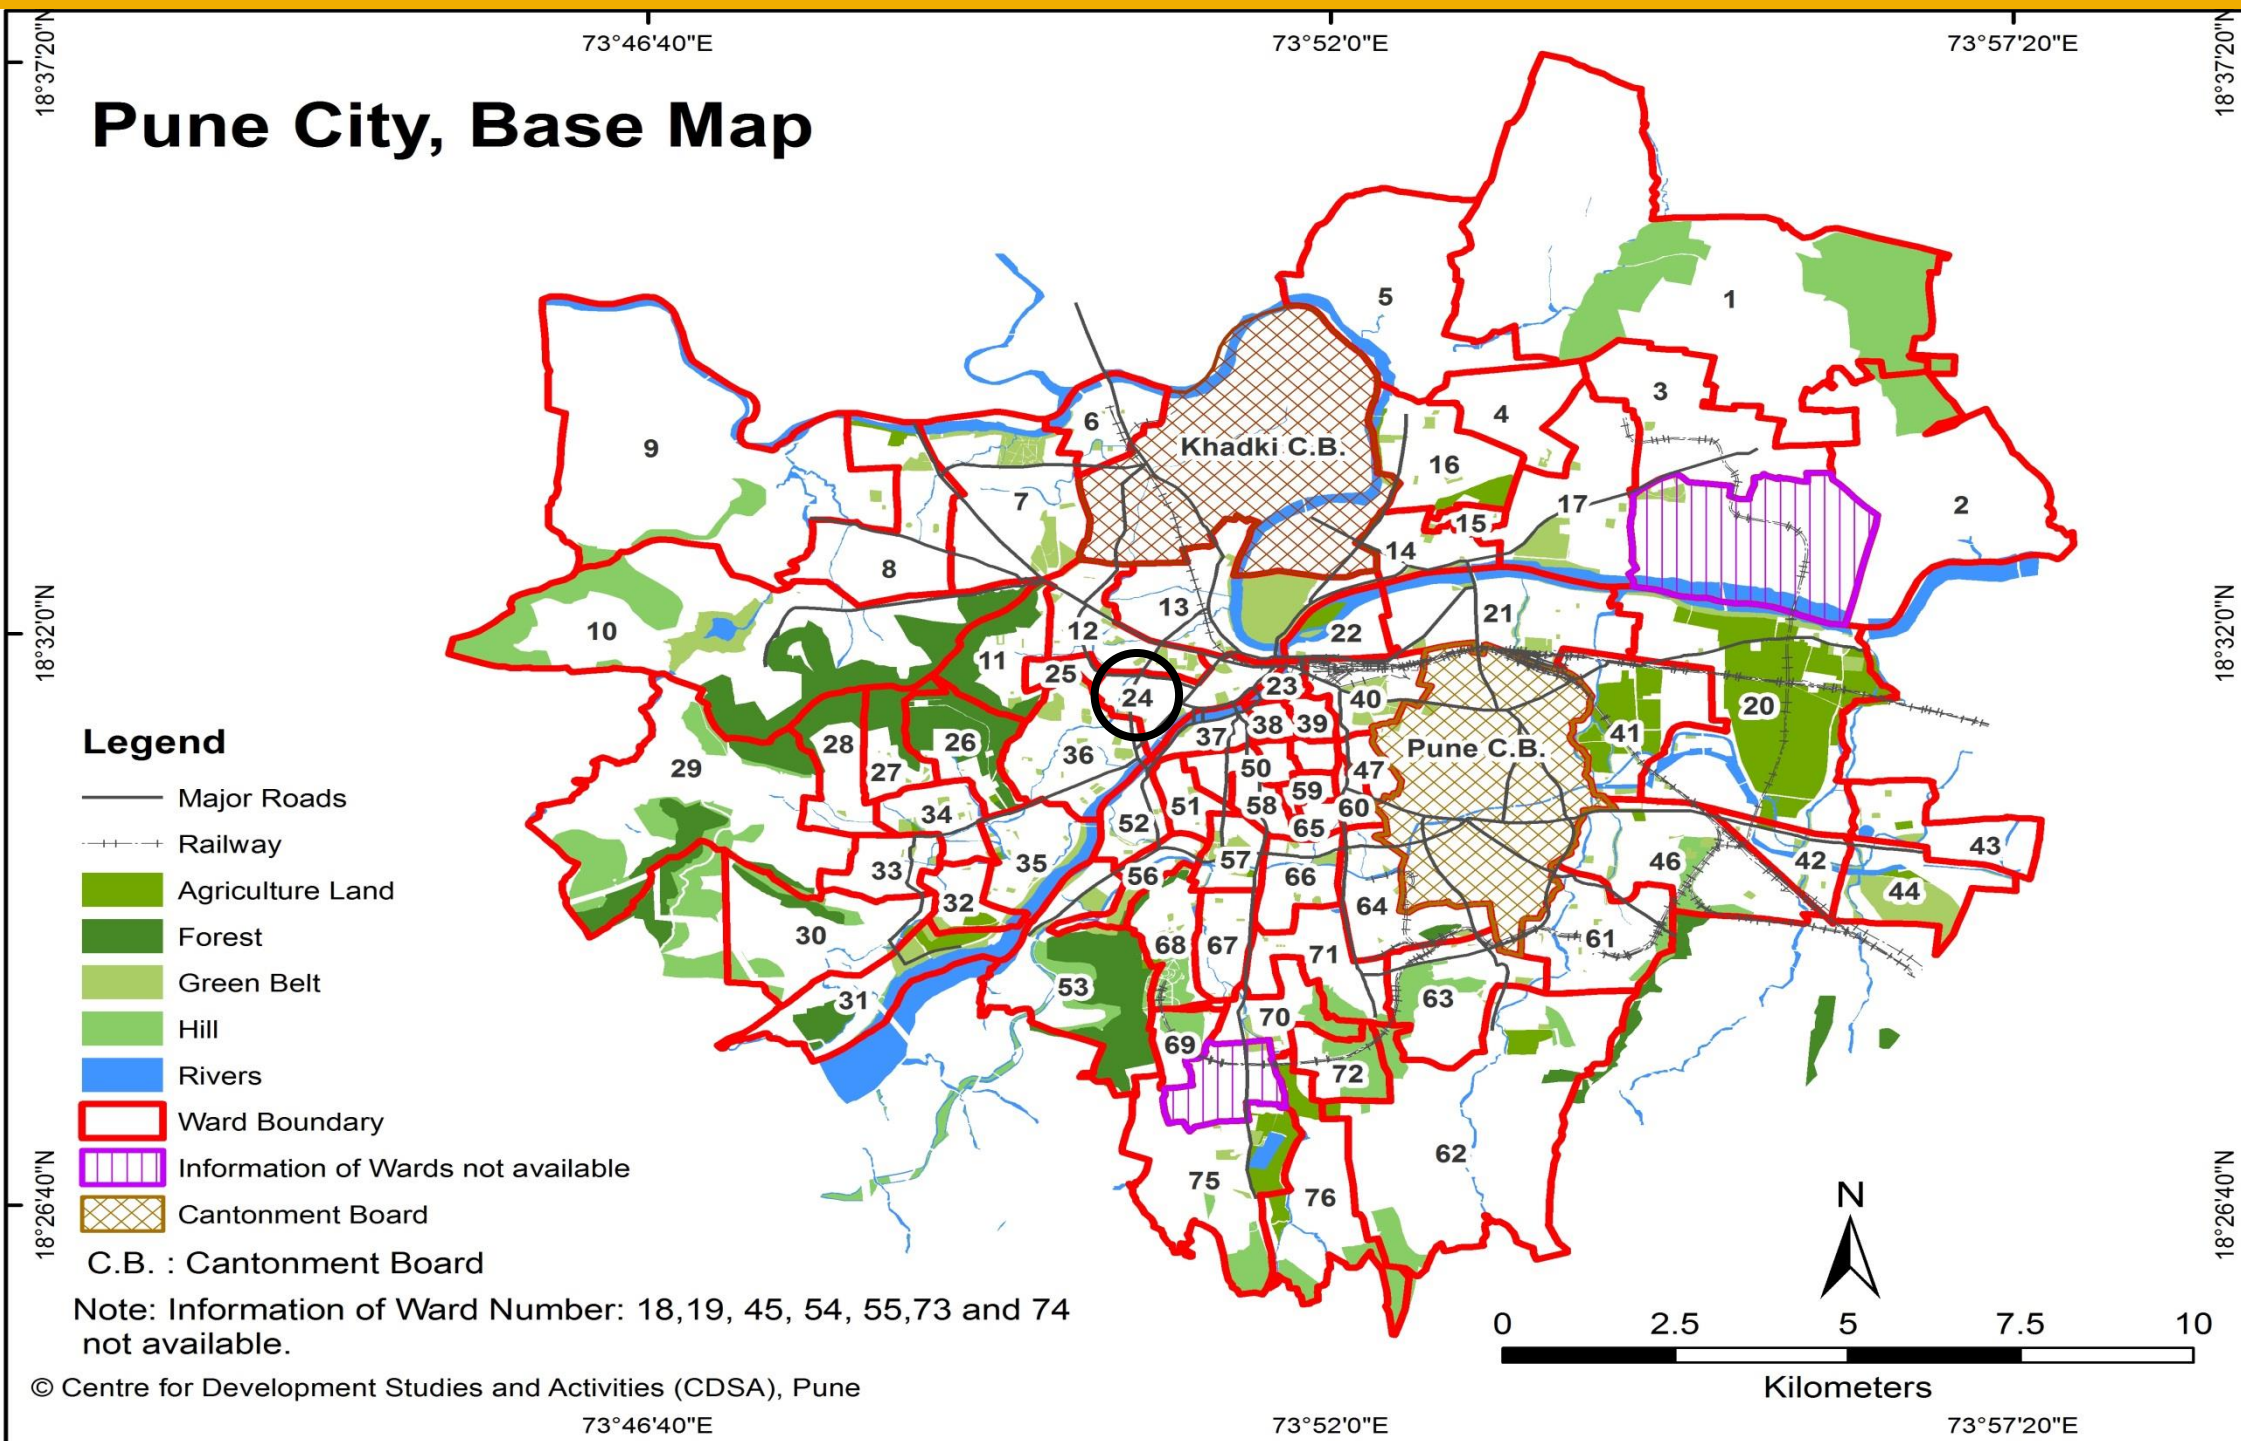 73°46'40"E
73°52'0"E
73°57'20"E
18°37'20"N
18°37'20"N
Pune City, Base Map
5
1
3
6
4
9
Khadki C.B.
16
7
17
2
15
14
8
13
21
10
12
22
18°32'0"N
18°32'0"N
11
25
23
24
40
20
38
39
37
41
28
26
36
Pune C.B.
29
27
50
47
59
51
58
60
34
52
65
43
57
46
42
35
33
56
66
44
32
64
30
61
68
67
71
53
63
31
70
69
72
62
75
76
Legend
Major Roads
Railway
Agriculture Land
Forest
Green Belt
Hill
Rivers
Ward Boundary
Information of Wards not available
Cantonment Board
C.B. : Cantonment Board
Note: Information of Ward Number: 18,19, 45, 54, 55,73 and 74
not available.
© Centre for Development Studies and Activities (CDSA), Pune
18°26'40"N
18°26'40"N
N
0 2.5 5 7.5 10
Kilometers
73°46'40"E
73°52'0"E
73°57'20"E